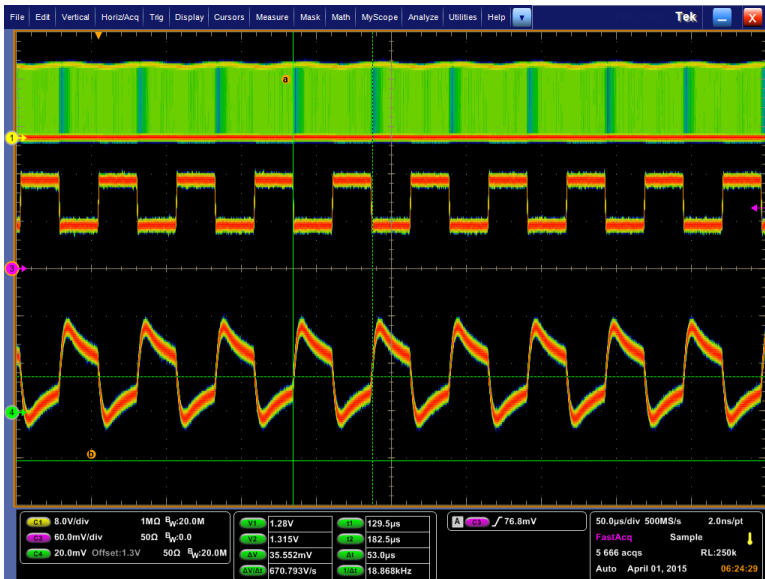 File Edit Vertical Horiz/Acq Trig Display Cursors Measure Mask Math MyScope Analyze Utilities Help Tek X
a
1
3
4
b
C1 8.0V/div 1MΩ BW:20.0M
C3 60.0mV/div 50Ω BW:0.0
C4 20.0mV Offset:1.3V 50Ω BW:20.0M
V1 1.28V t1 129.5µs
V2 1.315V t2 182.5µs
ΔV 35.552mV Δt 53.0µs
ΔV/Δt 670.793V/s 1/Δt 18.868kHz
A C3 76.8mV
50.0µs/div 500MS/s 2.0ns/pt
FastAcq Sample
5 666 acqs RL:250k
Auto April 01, 2015 06:24:29